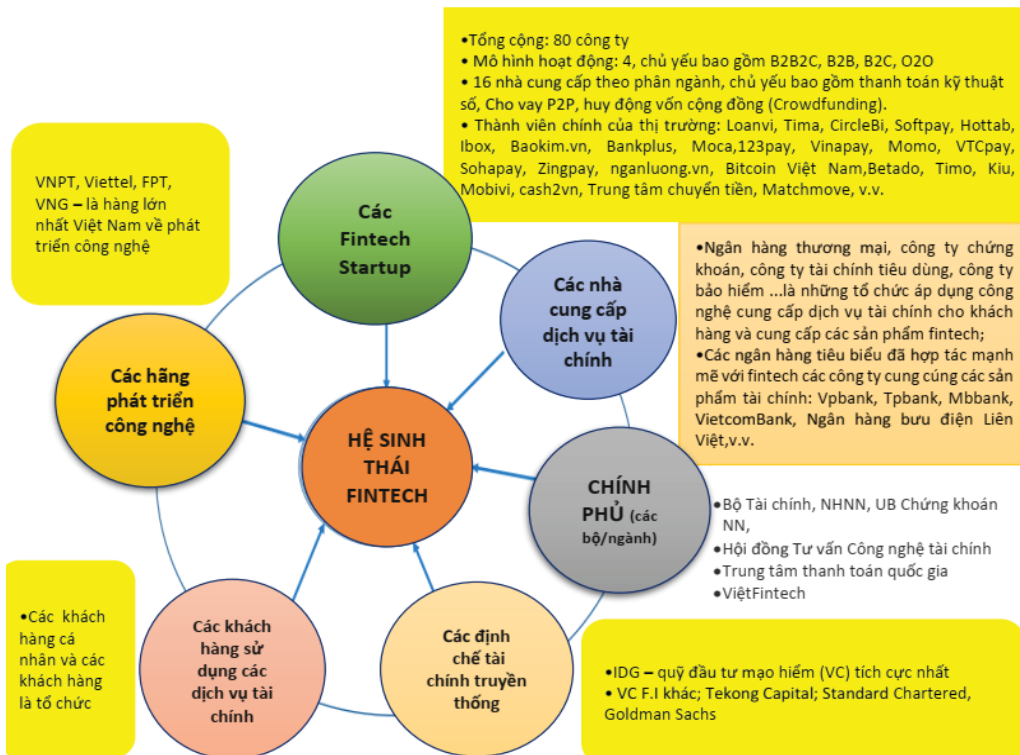 •Tổng cộng: 80 công ty
• Mô hình hoạt động: 4, chủ yếu bao gồm B2B2C, B2B, B2C, O2O
• 16 nhà cung cấp theo phân ngành, chủ yếu bao gồm thanh toán kỹ thuật
số, Cho vay P2P, huy động vốn cộng đồng (Crowdfunding).
• Thành viên chính của thị trường: Loanvi, Tima, CircleBi, Softpay, Hottab,
Ibox, Baokim.vn, Bankplus, Moca,123pay, Vinapay, Momo, VTCpay,
Sohapay, Zingpay, nganluong.vn, Bitcoin Việt Nam,Betado, Timo, Kiu,
Mobivi, cash2vn, Trung tâm chuyển tiền, Matchmove, v.v.
VNPT, Viettel, FPT,
VNG – là hàng lớn
nhất Việt Nam về phát
triển công nghệ
Các
Fintech
Startup
Các nhà
cung cấp
dịch vụ tài
chính
•Ngân hàng thương mại, công ty chứng
khoán, công ty tài chính tiêu dùng, công ty
bảo hiểm ...là những tổ chức áp dụng công
nghệ cung cấp dịch vụ tài chính cho khách
hàng và cung cấp các sản phẩm fintech;
•Các ngân hàng tiêu biểu đã hợp tác mạnh
mẽ với fintech các công ty cung cúng các sản
phẩm tài chính: Vpbank, Tpbank, Mbbank,
VietcomBank, Ngân hàng bưu điện Liên
Việt,v.v.
Các hãng
phát triển
công nghệ
HỆ SINH
THÁI
FINTECH
CHÍNH
PHỦ (các
bộ/ngành)
•Bộ Tài chính, NHNN, UB Chứng khoán
NN,
•Hội đồng Tư vấn Công nghệ tài chính
•Trung tâm thanh toán quốc gia
•ViệtFintech
•Các khách
hàng cá
nhân và các
khách hàng
là tổ chức
Các khách
hàng sử
dụng các
dịch vụ tài
chính
Các định
chế tài
chính truyền
thống
•IDG – quỹ đầu tư mạo hiểm (VC) tích cực nhất
• VC F.I khác; Tekong Capital; Standard Chartered,
Goldman Sachs